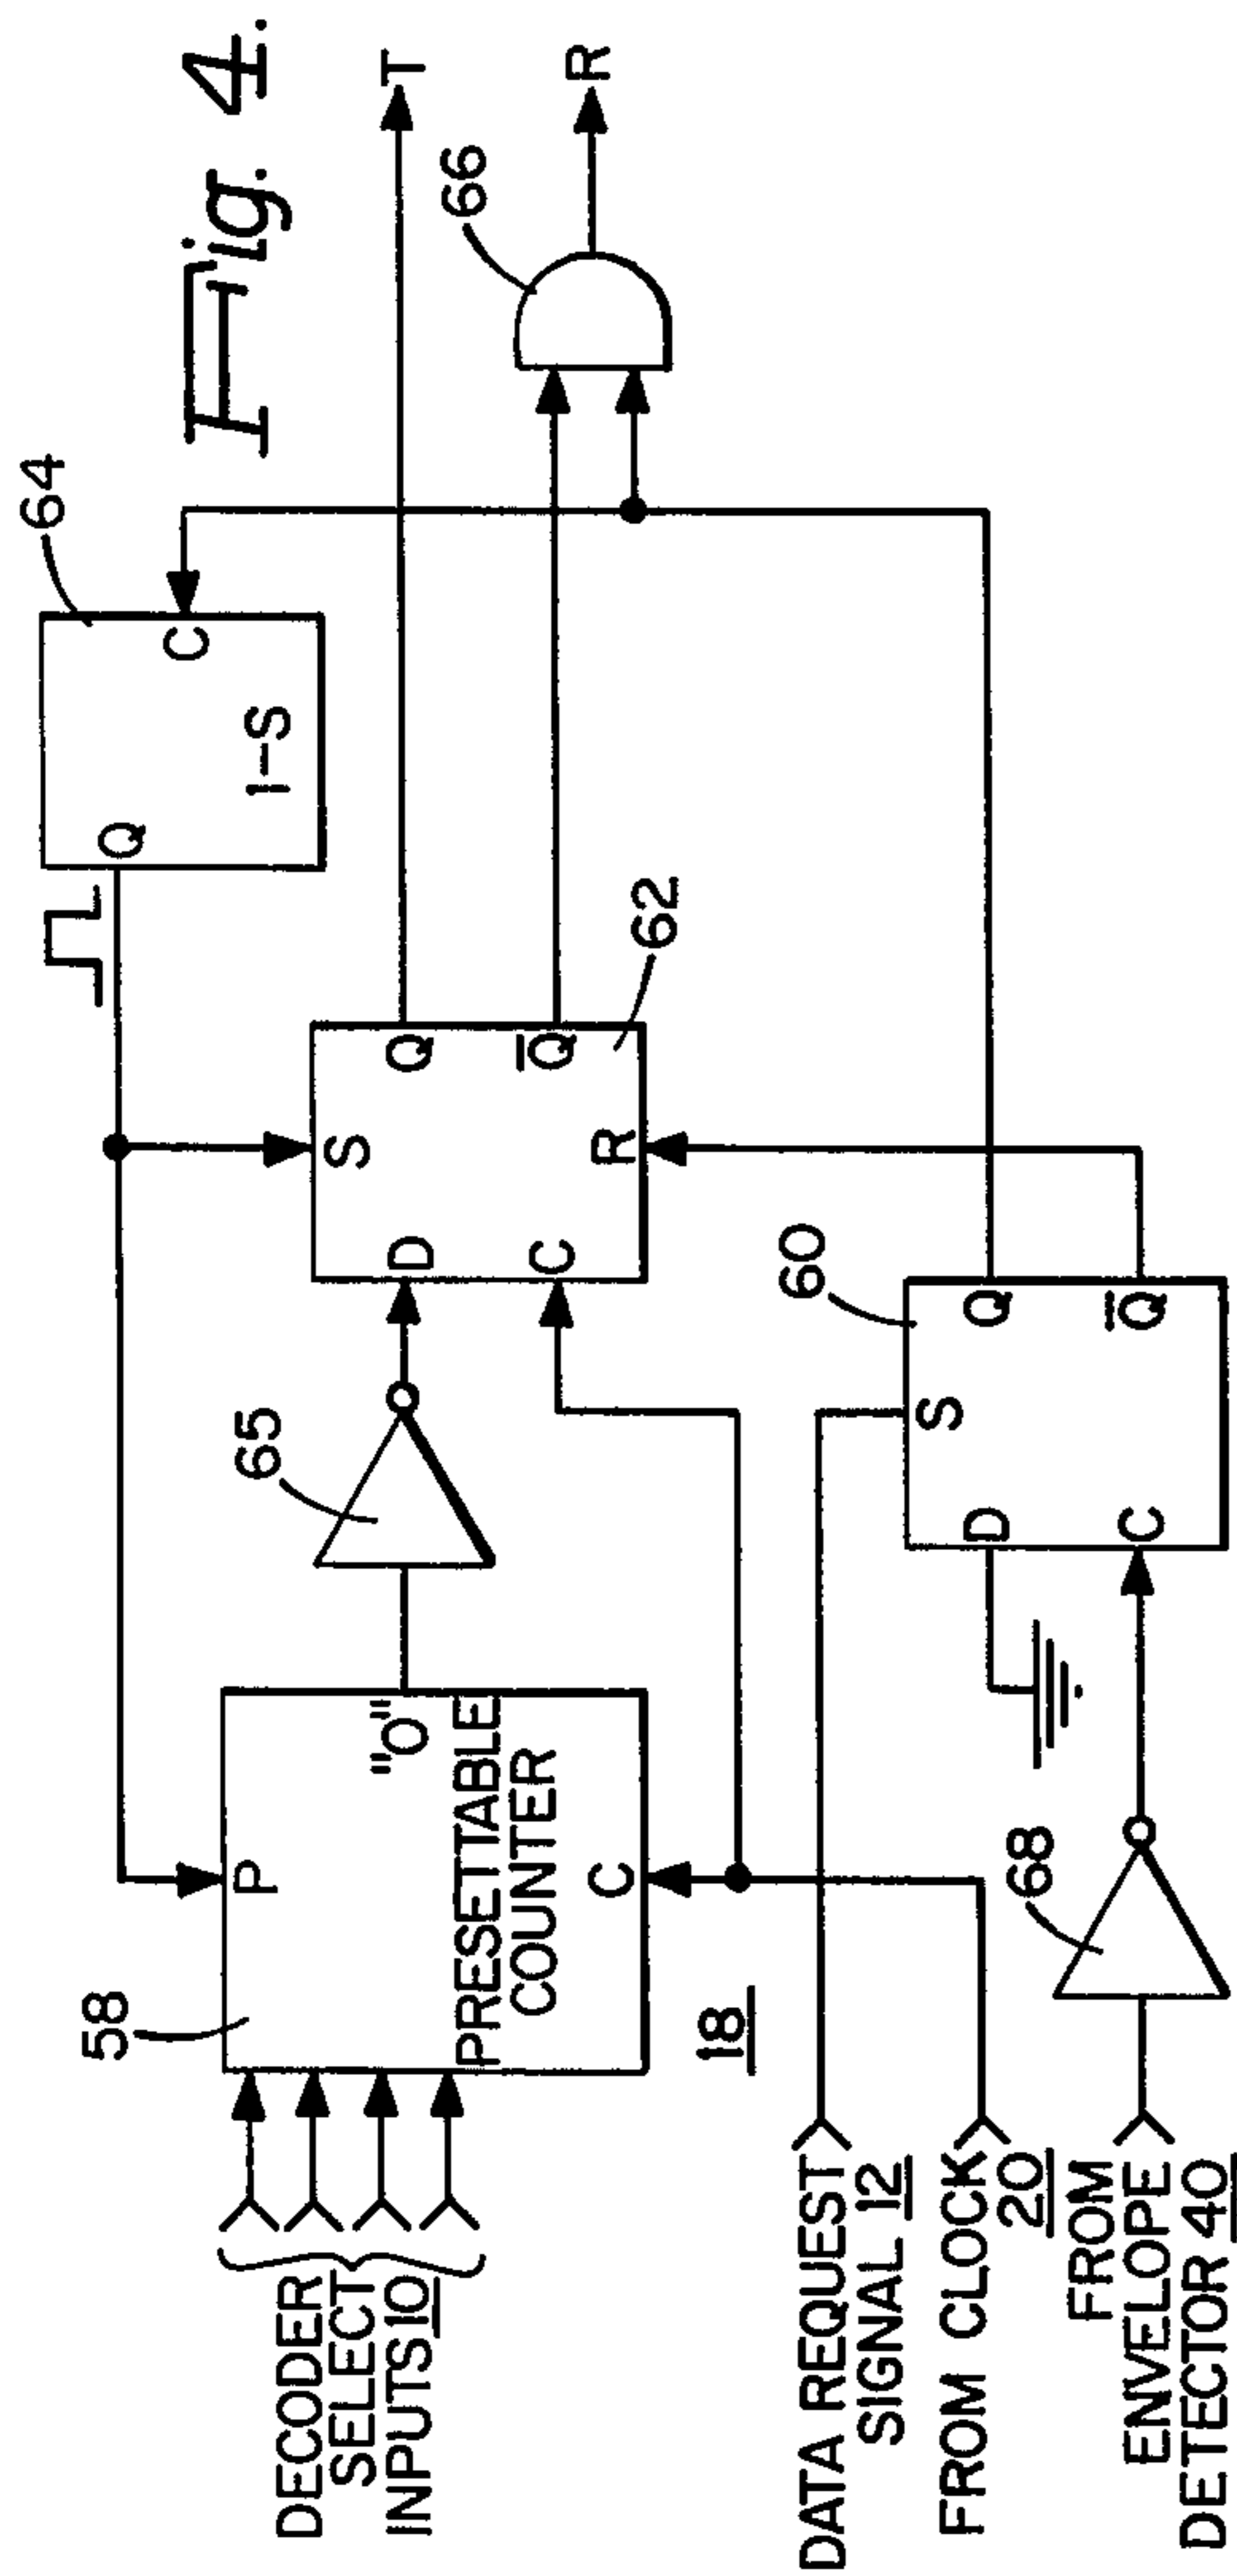 Fig. 4.
64
Q
C
1-S
58
P
"0"
PRESETTABLE
COUNTER
C
DECODER
SELECT
INPUTS 10
65
S
D
Q
C
Q̅
R
62
T
66
R
18
DATA REQUEST
SIGNAL 12
FROM CLOCK
20
FROM
ENVELOPE
DETECTOR 40
68
60
S
D
Q
C
Q̅